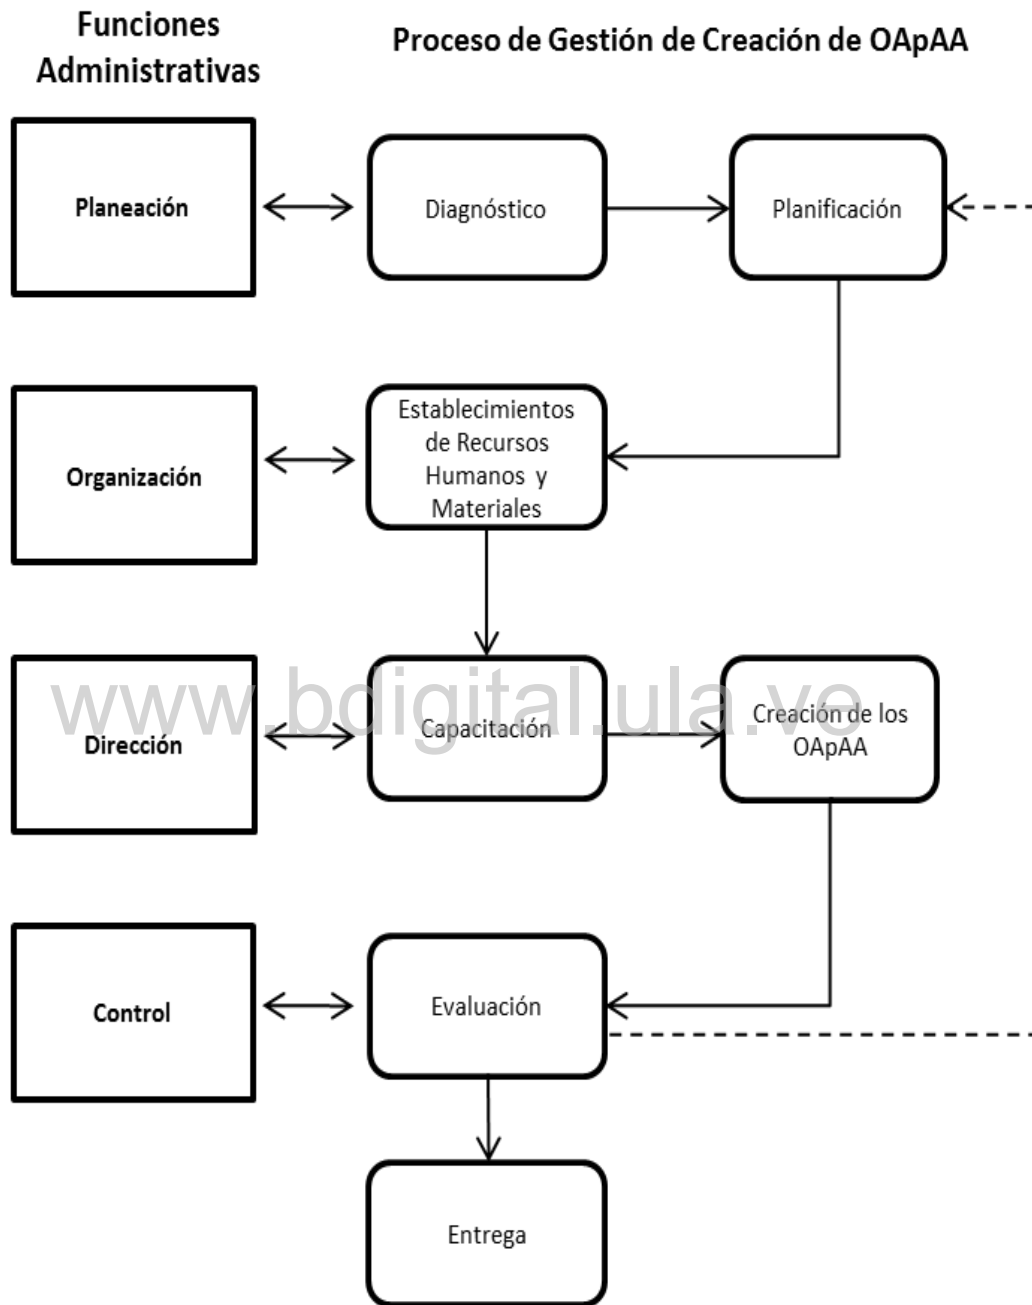 Funciones
Administrativas
Proceso de Gestión de Creación de OApAA
Planeación
Diagnóstico
Planificación
Organización
Establecimientos
de Recursos
Humanos y
Materiales
www.bdigital.ula.ve
Dirección
Capacitación
Creación de los
OApAA
Control
Evaluación
Entrega